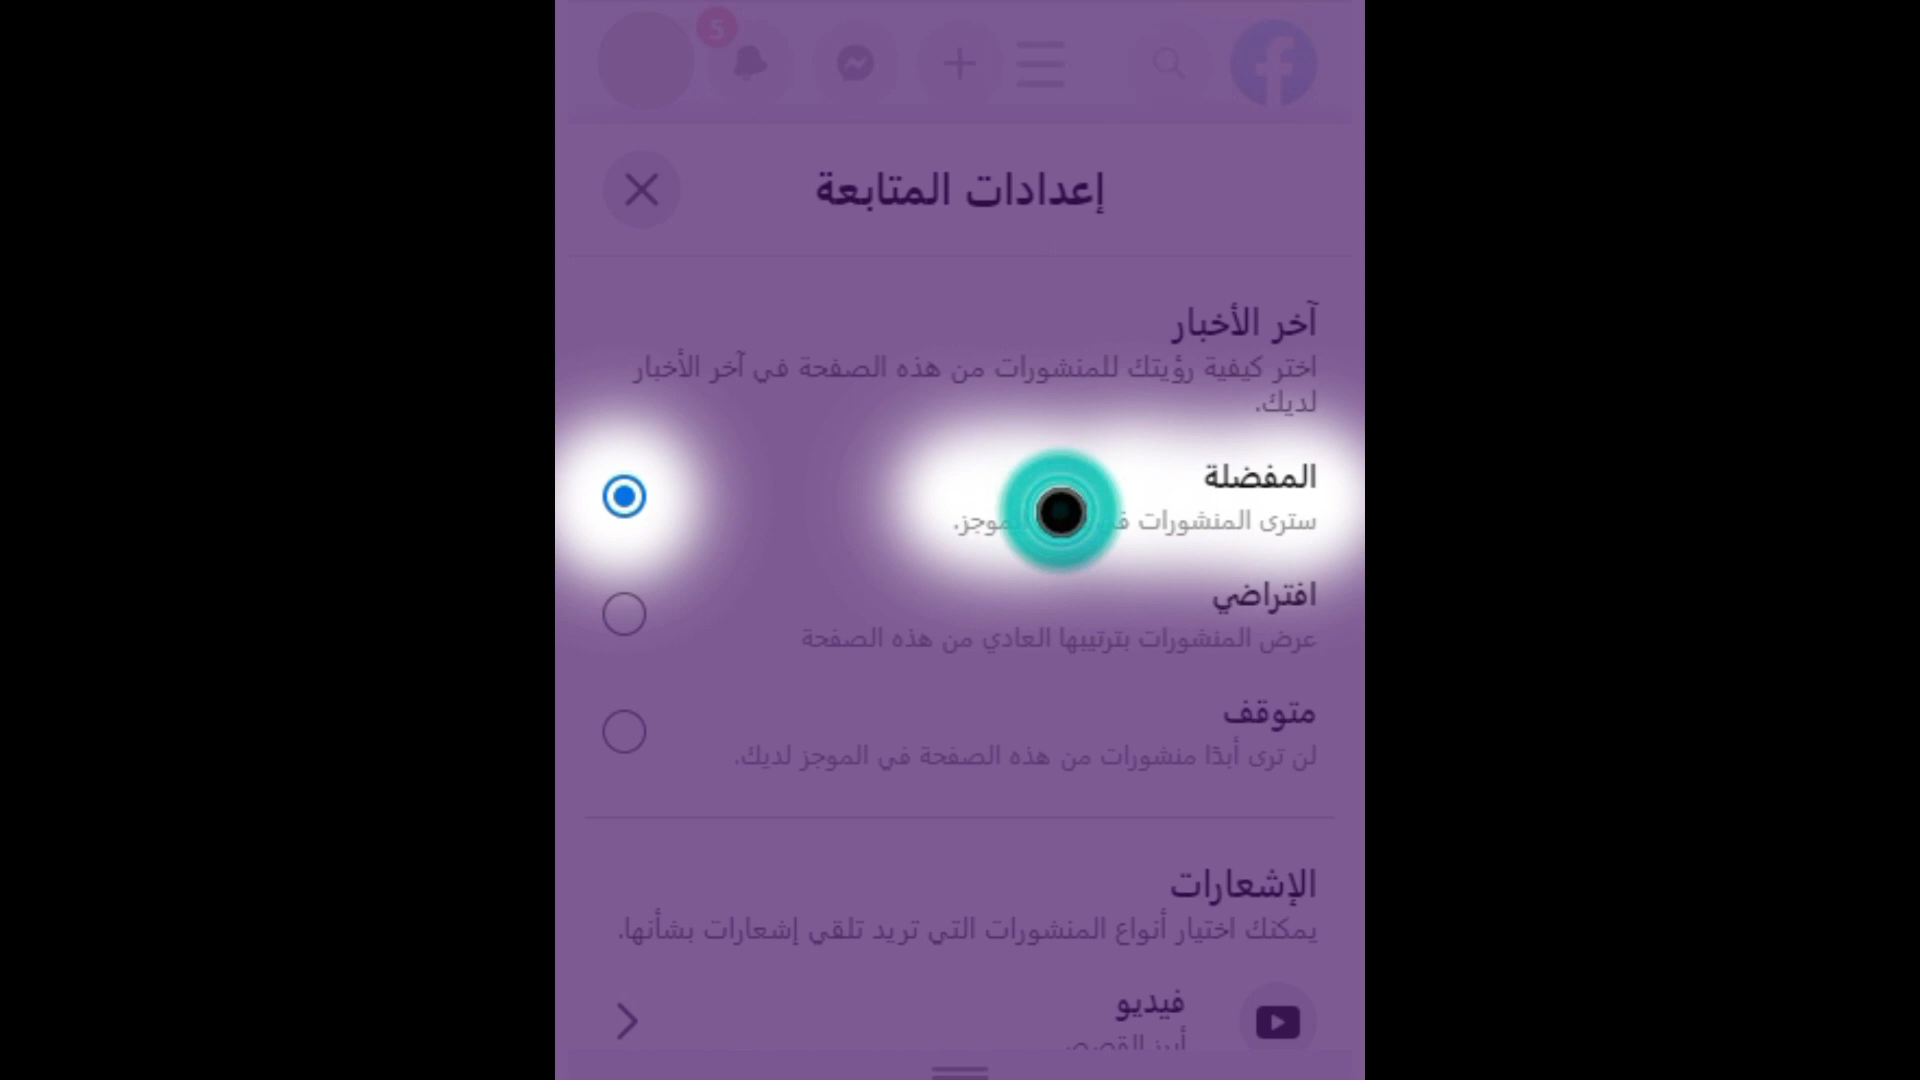 5
إعدادات المتابعة
آخر الأخبار
اختر كيفية رؤيتك للمنشورات من هذه الصفحة في آخر الأخبار
لديك.
المفضلة
سترى المنشورات
افتراضي
عرض المنشورات بترتيبها العادي من هذه الصفحة
متوقف
لن ترى أبدًا منشورات من هذه الصفحة في الموجز لديك.
الإشعارات
يمكنك اختيار أنواع المنشورات التي تريد تلقي إشعارات بشأنها.
فيديو